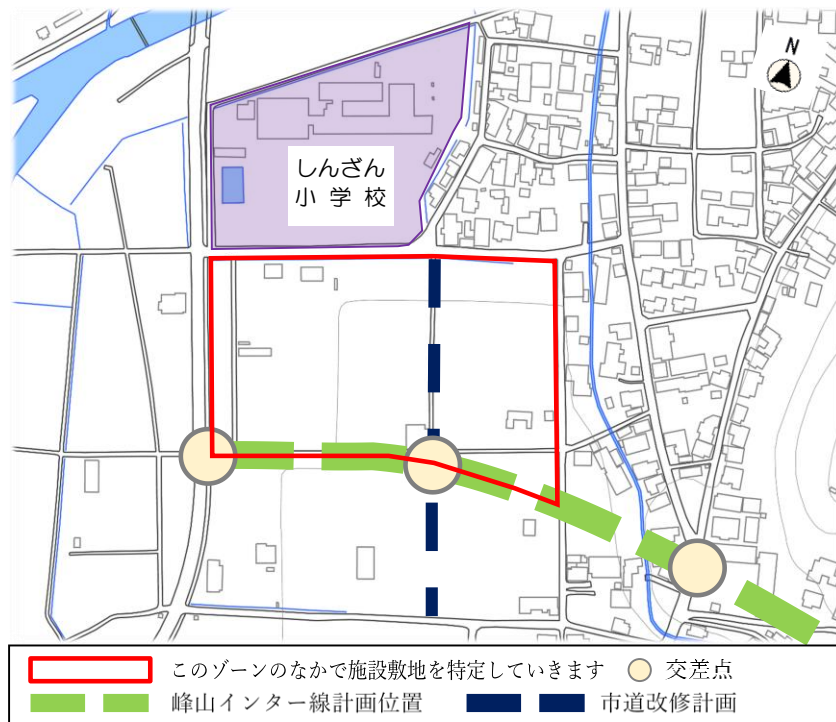 N
しんざん
小学校
このゾーンのなかで施設敷地を特定していきます 交差点
峰山インター線計画位置 市道改修計画